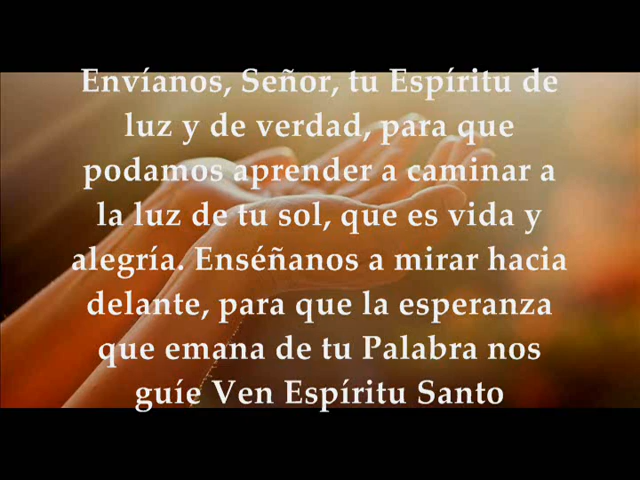 Envíanos, Señor, tu Espíritu de
luz y de verdad, para que
podamos aprender a caminar a
la luz de tu sol, que es vida y
alegría. Enséñanos a mirar hacia
delante, para que la esperanza
que emana de tu Palabra nos
guíe Ven Espíritu Santo